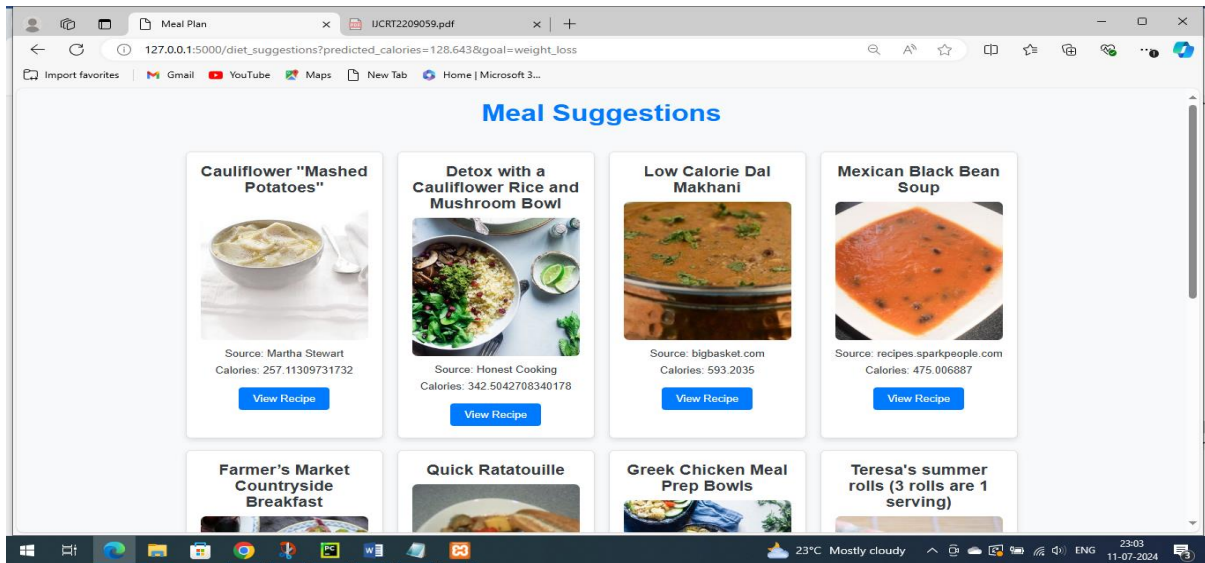 Meal Plan
IJCRT2209059.pdf
127.0.0.1:5000/diet_suggestions?predicted_calories=128.643&goal=weight_loss
Import favorites
Gmail
YouTube
Maps
New Tab
Home | Microsoft 3...
Meal Suggestions
Cauliflower "Mashed
Potatoes"
Source: Martha Stewart
Calories: 257.11309731732
View Recipe
Detox with a
Cauliflower Rice and
Mushroom Bowl
Source: Honest Cooking
Calories: 342.5042708340178
View Recipe
Low Calorie Dal
Makhani
Source: bigbasket.com
Calories: 593.2035
View Recipe
Mexican Black Bean
Soup
Source: recipes.sparkpeople.com
Calories: 475.006887
View Recipe
Farmer’s Market
Countryside
Breakfast
Quick Ratatouille
Greek Chicken Meal
Prep Bowls
Teresa's summer
rolls (3 rolls are 1
serving)
23°C Mostly cloudy
ENG
23:03
11-07-2024